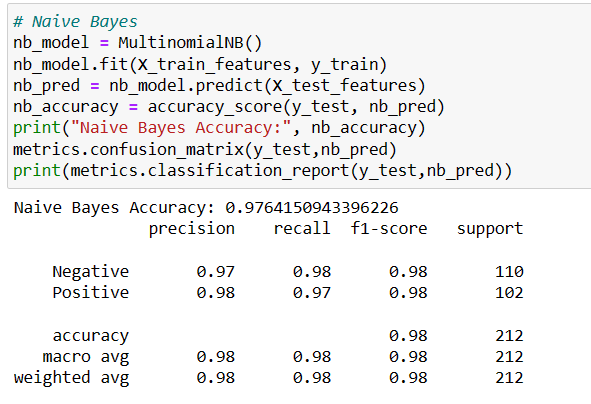 # Naive Bayes
nb_model = MultinomialNB()
nb_model.fit(X_train_features, y_train)
nb_pred = nb_model.predict(X_test_features)
nb_accuracy = accuracy_score(y_test, nb_pred)
print("Naive Bayes Accuracy:", nb_accuracy)
metrics.confusion_matrix(y_test,nb_pred)
print(metrics.classification_report(y_test,nb_pred))
Naive Bayes Accuracy: 0.9764150943396226
precision recall f1-score support
Negative 0.97 0.98 0.98 110
Positive 0.98 0.97 0.98 102
accuracy 0.98 212
macro avg 0.98 0.98 0.98 212
weighted avg 0.98 0.98 0.98 212